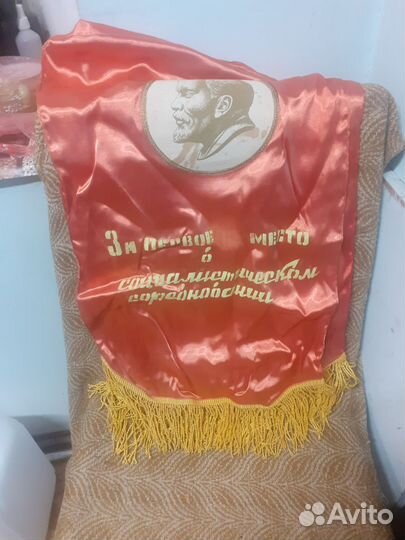 За первое место
в
социалистическом
соревновании
Avito